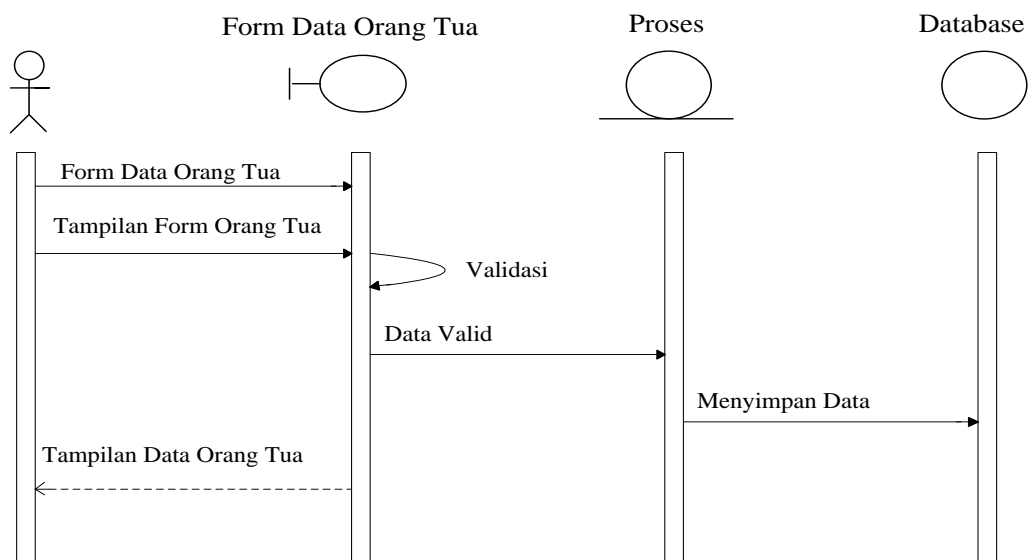 Form Data Orang Tua
Proses
Database
Form Data Orang Tua
Tampilan Form Orang Tua
Validasi
Data Valid
Menyimpan Data
Tampilan Data Orang Tua